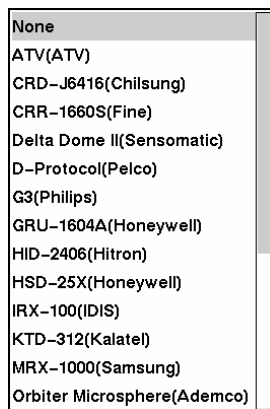 None
ATV(ATV)
CRD-J6416(Chilsung)
CRR-1660S(Fine)
Delta Dome II(Sensomatic)
D-Protocol(Pelco)
G3(Philips)
GRU-1604A(Honeywell)
HID-2406(Hitron)
HSD-25X(Honeywell)
IRX-100(IDIS)
KTD-312(Kalatel)
MRX-1000(Samsung)
Orbiter Microsphere(Ademco)